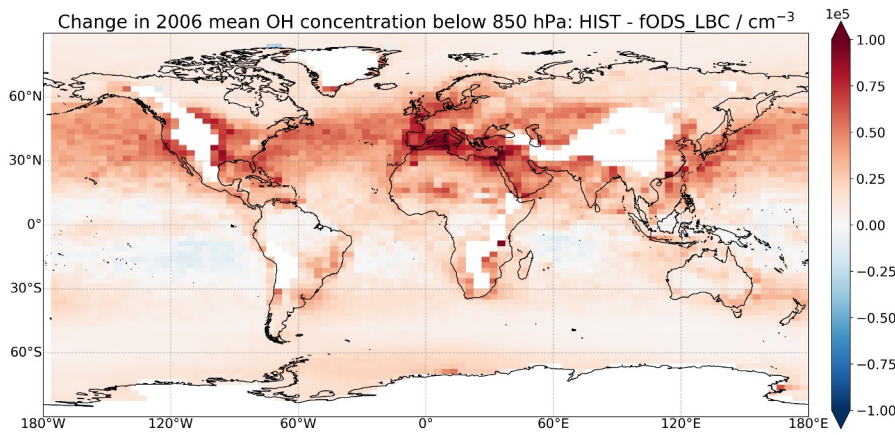 Change in 2006 mean OH concentration below 850 hPa: HIST - fODS_LBC / cm⁻³
1e5
1.00
0.75
0.50
0.25
0.00
−0.25
−0.50
−0.75
−1.00
60°N
30°N
0°
30°S
60°S
180°W 120°W 60°W 0° 60°E 120°E 180°E